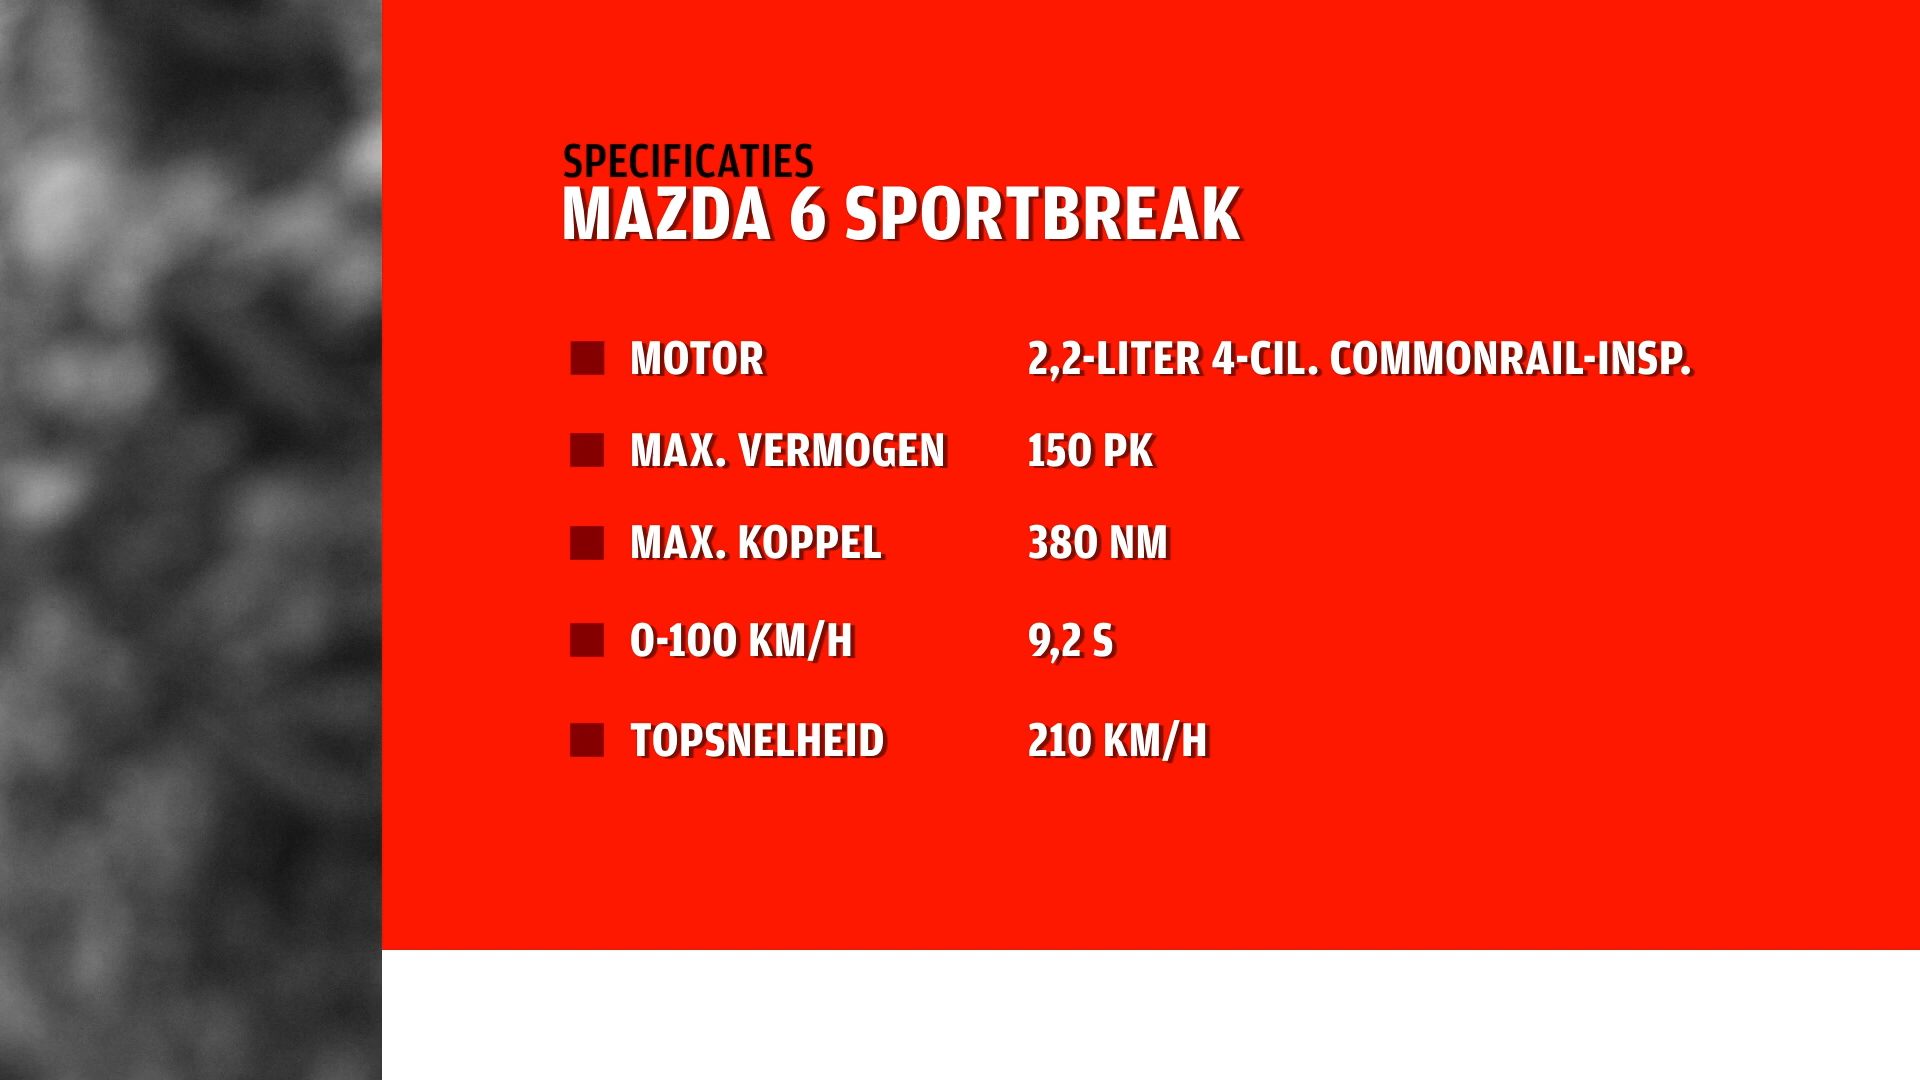 SPECIFICATIES
MAZDA 6 SPORTBREAK
MOTOR 2,2-LITER 4-CIL. COMMONRAIL-INSP.
MAX. VERMOGEN 150 PK
MAX. KOPPEL 380 NM
0-100 KM/H 9,2 S
TOPSNELHEID 210 KM/H